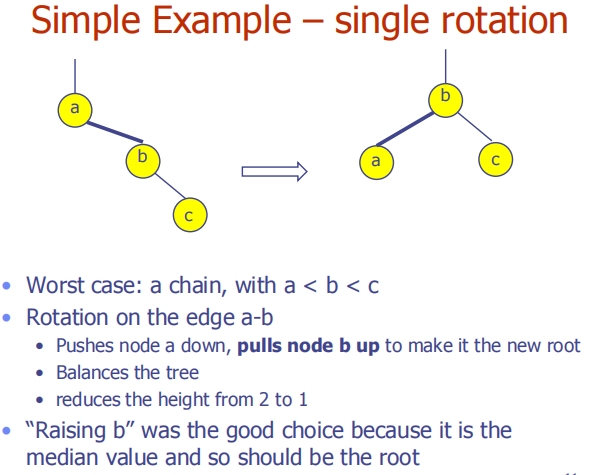 Simple Example – single rotation
a
b
c
b
a
c
• Worst case: a chain, with a < b < c
• Rotation on the edge a-b
• Pushes node a down, pulls node b up to make it the new root
• Balances the tree
• reduces the height from 2 to 1
• “Raising b” was the good choice because it is the
median value and so should be the root